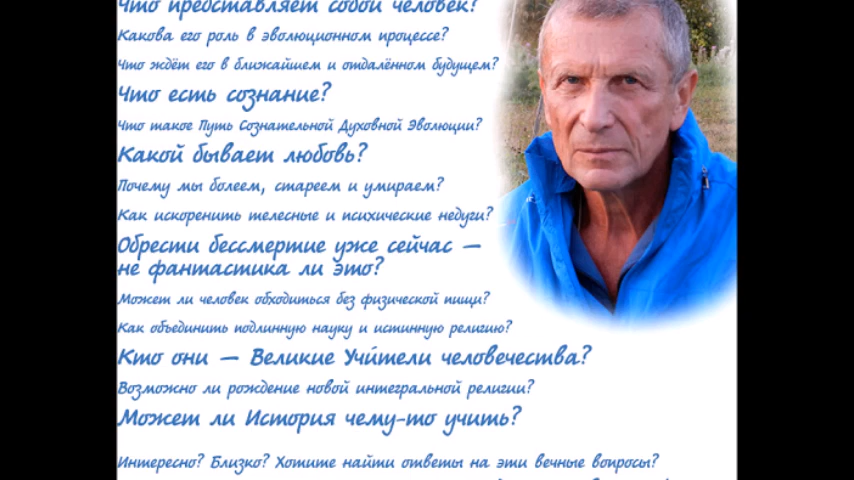 Что представляет собой человек?
Какова его роль в эволюционном процессе?
Что ждёт его в ближайшем и отдалённом будущем?
Что есть сознание?
Что такое Путь Сознательной Духовной Эволюции?
Какой бывает любовь?
Почему мы болеем, стареем и умираем?
Как искоренить телесные и психические недуги?
Обрести бессмертие уже сейчас —
не фантастика ли это?
Может ли человек обходиться без физической пищи?
Как объединить подлинную науку и истинную религию?
Кто они — Великие Учи́тели человечества?
Возможно ли рождение новой интегральной религии?
Может ли История чему-то учить?
Интересно? Близко? Хотите найти ответы на эти вечные вопросы?